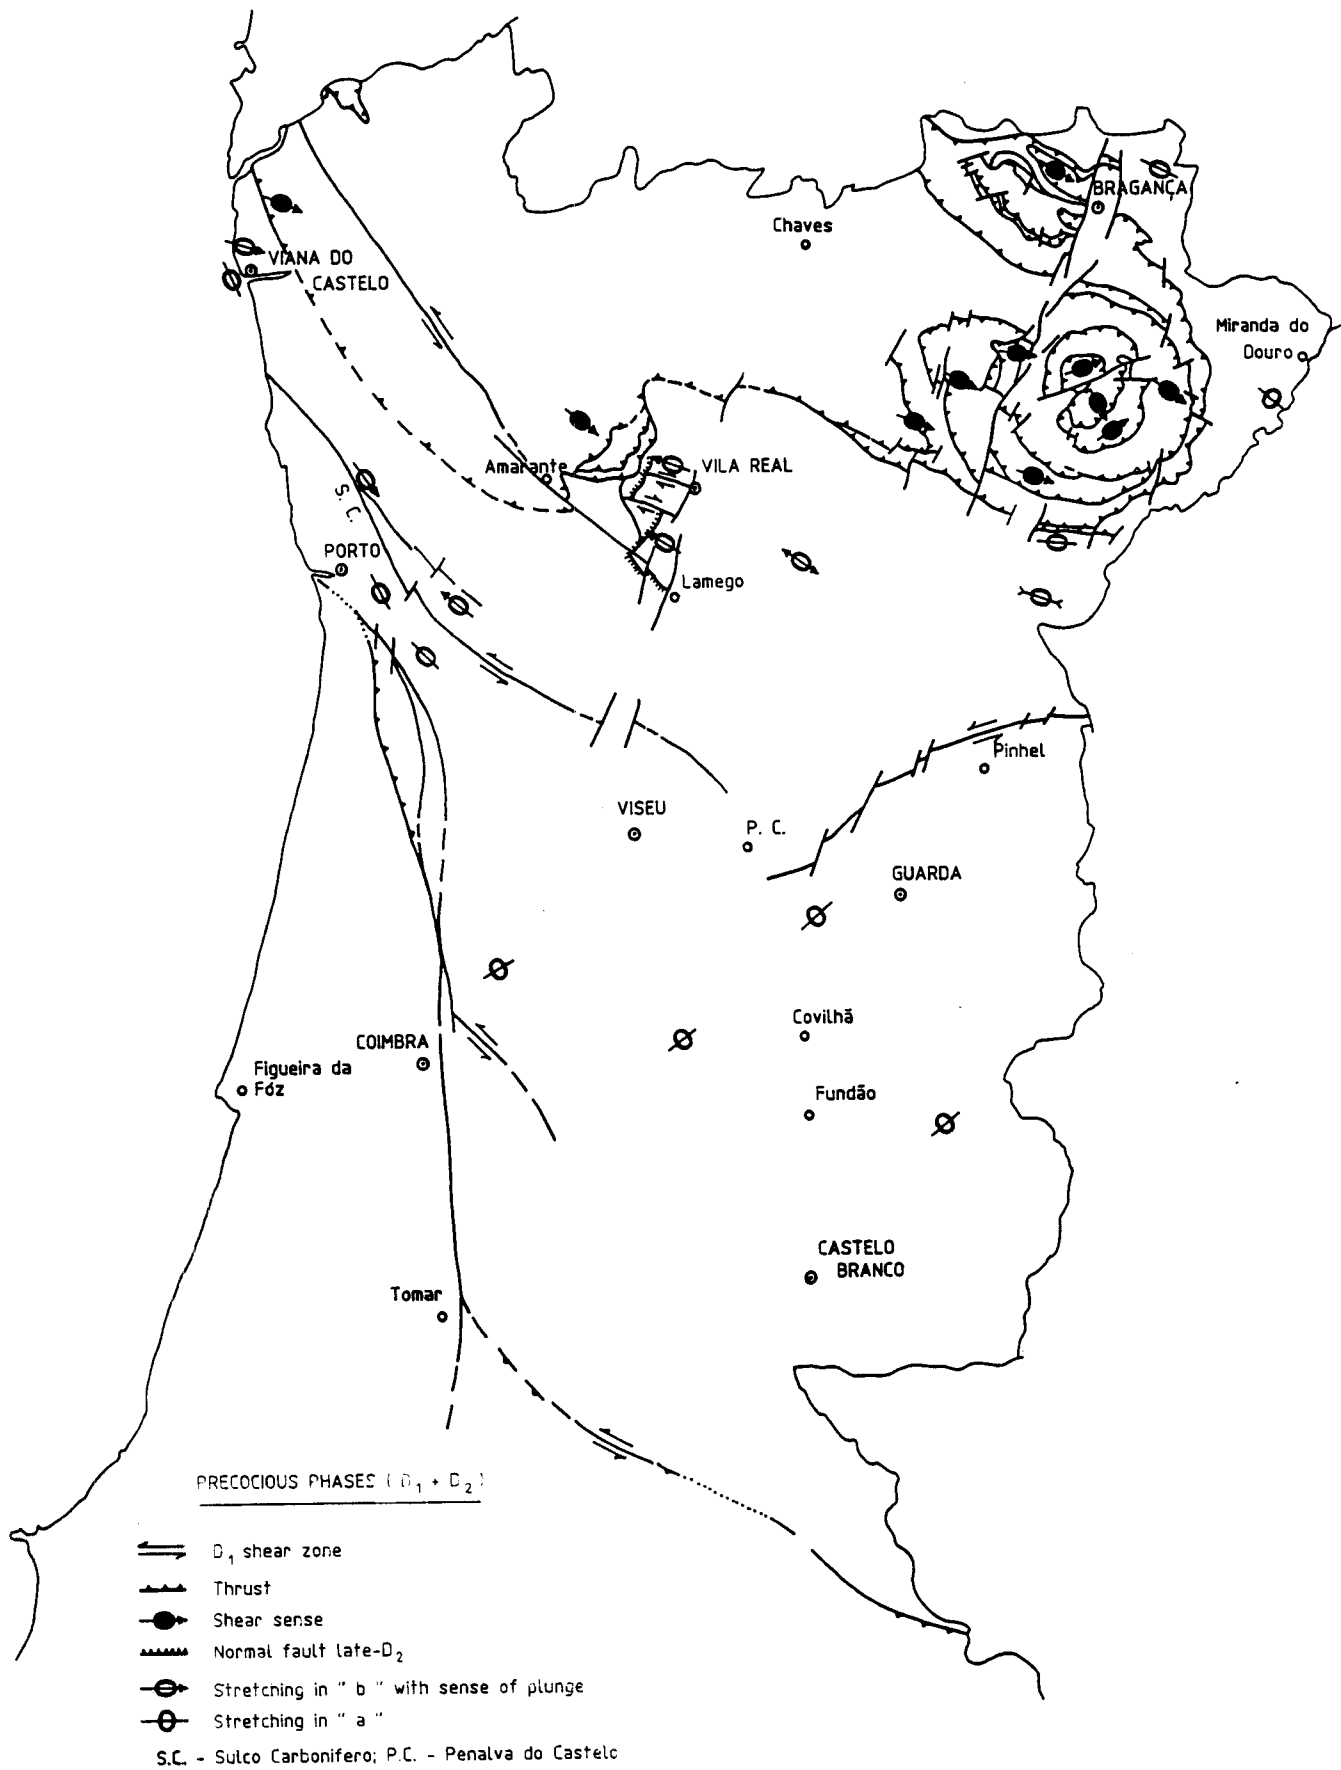 BRAGANÇA
Chaves
VIANA DO
CASTELO
Miranda do
Douro
Amarante
VILA REAL
S. C.
PORTO
Lamego
Pinhel
VISEU
P. C.
GUARDA
Covilhã
COIMBRA
Figueira da
Fóz
Fundão
CASTELO
BRANCO
Tomar
PRECOCIOUS PHASES ( D1 + D2 )
D1 shear zone
Thrust
Shear sense
Normal fault late-D2
Stretching in " b " with sense of plunge
Stretching in " a "
S.C. - Sulco Carbonífero; P.C. - Penalva do Castelo